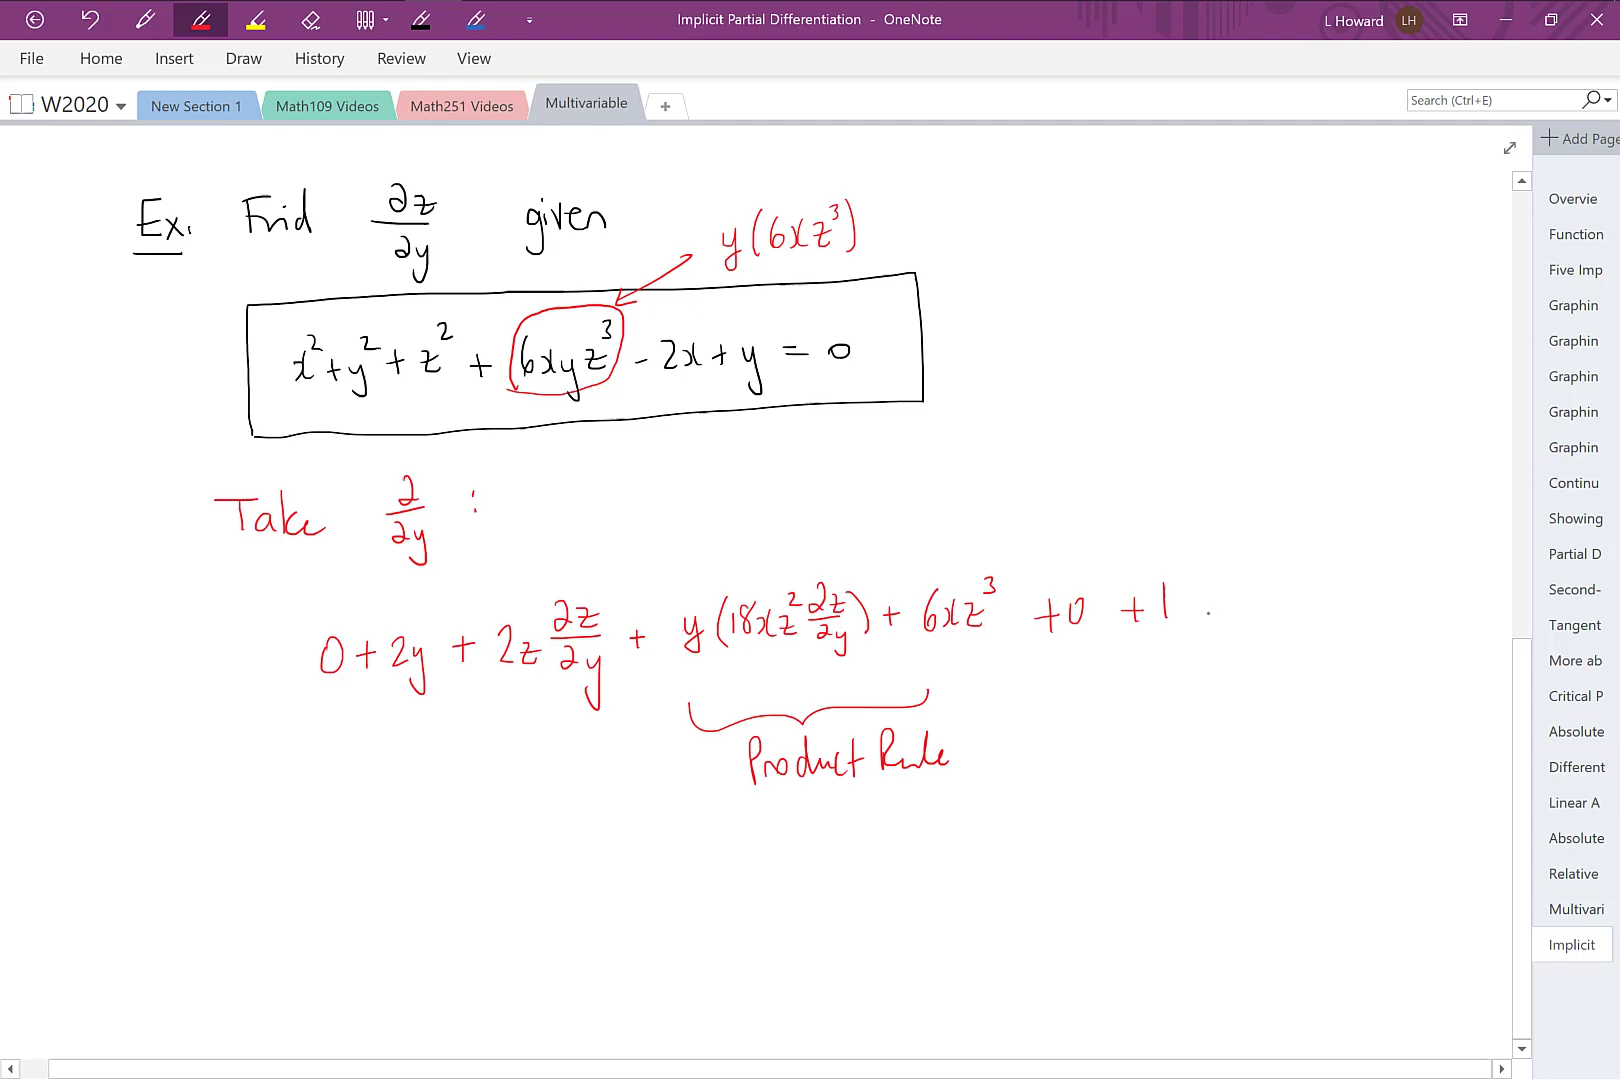 Implicit Partial Differentiation - OneNote
L Howard LH
File Home Insert Draw History Review View
W2020 New Section 1 Math109 Videos Math251 Videos Multivariable +
Search (Ctrl+E)
Add Page
Ex. Find ∂z/∂y given
y(6xz³)
x² + y² + z² + 6xyz³ - 2x + y = 0
Take ∂/∂y :
0 + 2y + 2z ∂z/∂y + y(18xz² ∂z/∂y) + 6xz³ + 0 + 1
Product Rule
Overvie
Function
Five Imp
Graphin
Graphin
Graphin
Graphin
Graphin
Continu
Showing
Partial D
Second-
Tangent
More ab
Critical P
Absolute
Different
Linear A
Absolute
Relative
Multivari
Implicit